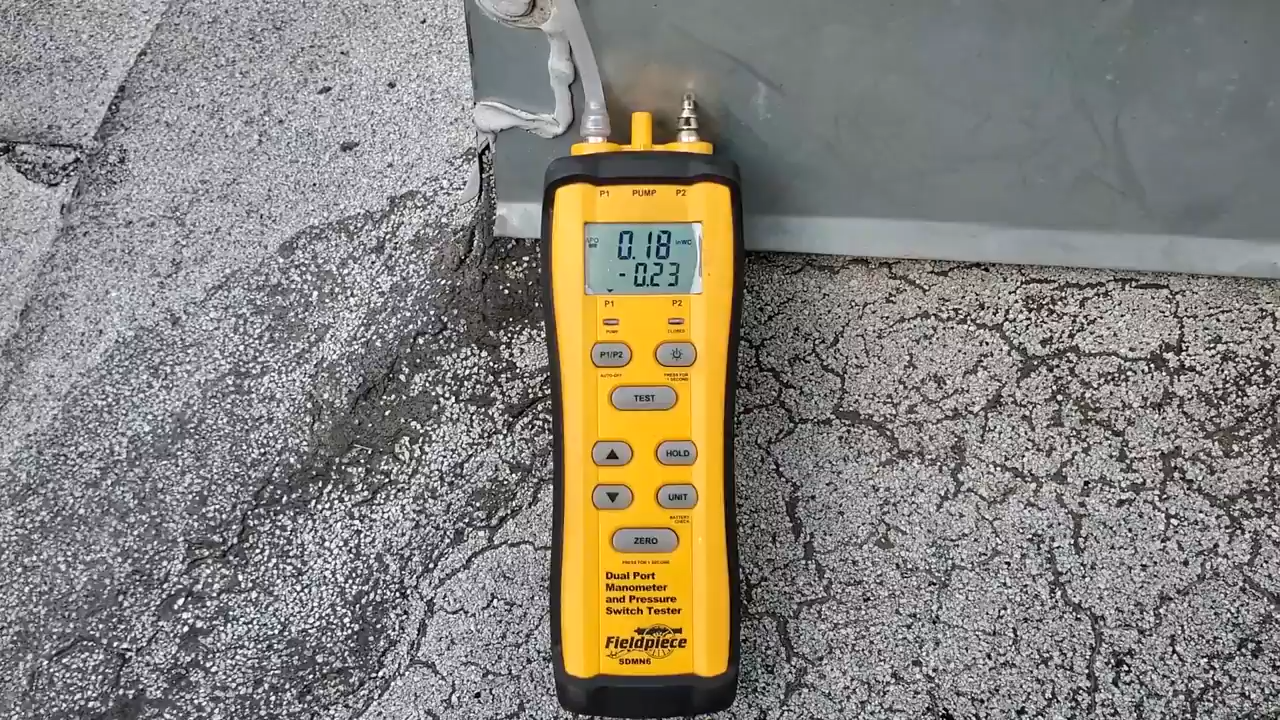 P1 PUMP P2
APO 0.18 inWC
-0.23
P1 P2
PUMP CLOSED
P1/P2
AUTO-OFF PRESS FOR
1 SECOND
TEST
▲ HOLD
▼ UNIT
BATTERY
CHECK
ZERO
PRESS FOR 1 SECOND
Dual Port
Manometer
and Pressure
Switch Tester
Fieldpiece
SDMN6